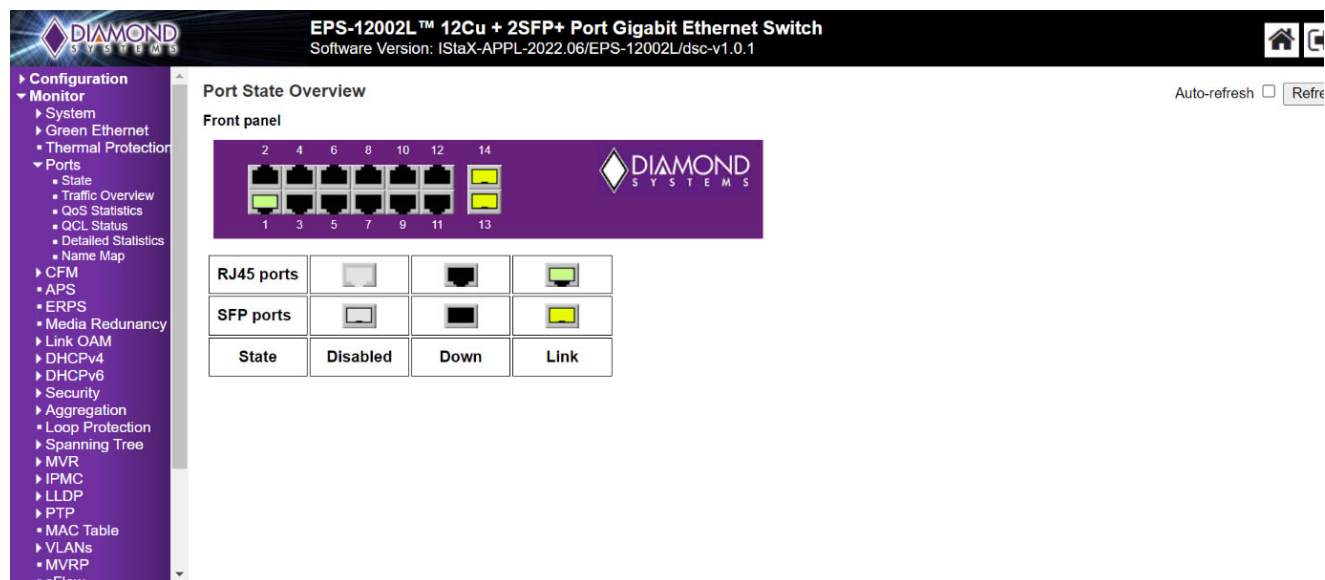 DIAMOND
SYSTEMS
EPS-12002L™ 12Cu + 2SFP+ Port Gigabit Ethernet Switch
Software Version: IStaX-APPL-2022.06/EPS-12002L/dsc-v1.0.1
Configuration
Monitor
System
Green Ethernet
Thermal Protection
Ports
State
Traffic Overview
QoS Statistics
QCL Status
Detailed Statistics
Name Map
CFM
APS
ERPS
Media Redunancy
Link OAM
DHCPv4
DHCPv6
Security
Aggregation
Loop Protection
Spanning Tree
MVR
IPMC
LLDP
PTP
MAC Table
VLANs
MVRP
Port State Overview
Auto-refresh Refre
Front panel
2 4 6 8 10 12 14
DIAMOND
SYSTEMS
1 3 5 7 9 11 13
RJ45 ports
SFP ports
State Disabled Down Link